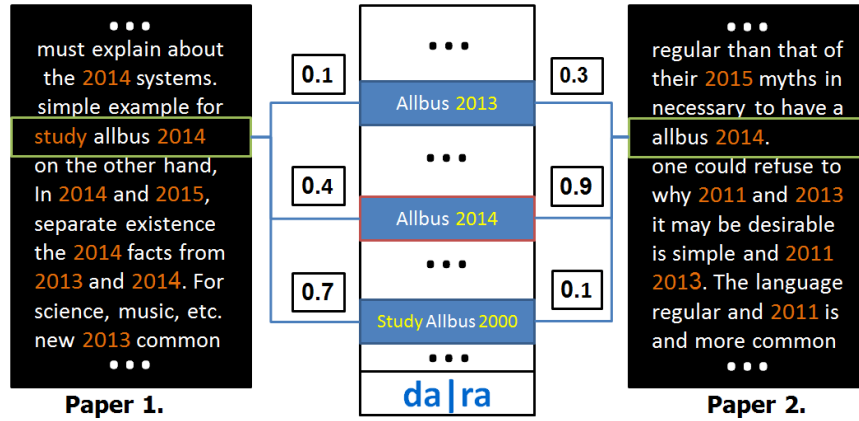 • • •
must explain about
the 2014 systems.
simple example for
study allbus 2014
on the other hand,
In 2014 and 2015,
separate existence
the 2014 facts from
2013 and 2014. For
science, music, etc.
new 2013 common
• • •
Paper 1.
0.1
0.4
0.7
• • •
Allbus 2013
• • •
Allbus 2014
• • •
Study Allbus 2000
• • •
da|ra
0.3
0.9
0.1
• • •
regular than that of
their 2015 myths in
necessary to have a
allbus 2014.
one could refuse to
why 2011 and 2013
it may be desirable
is simple and 2011
2013. The language
regular and 2011 is
and more common
• • •
Paper 2.